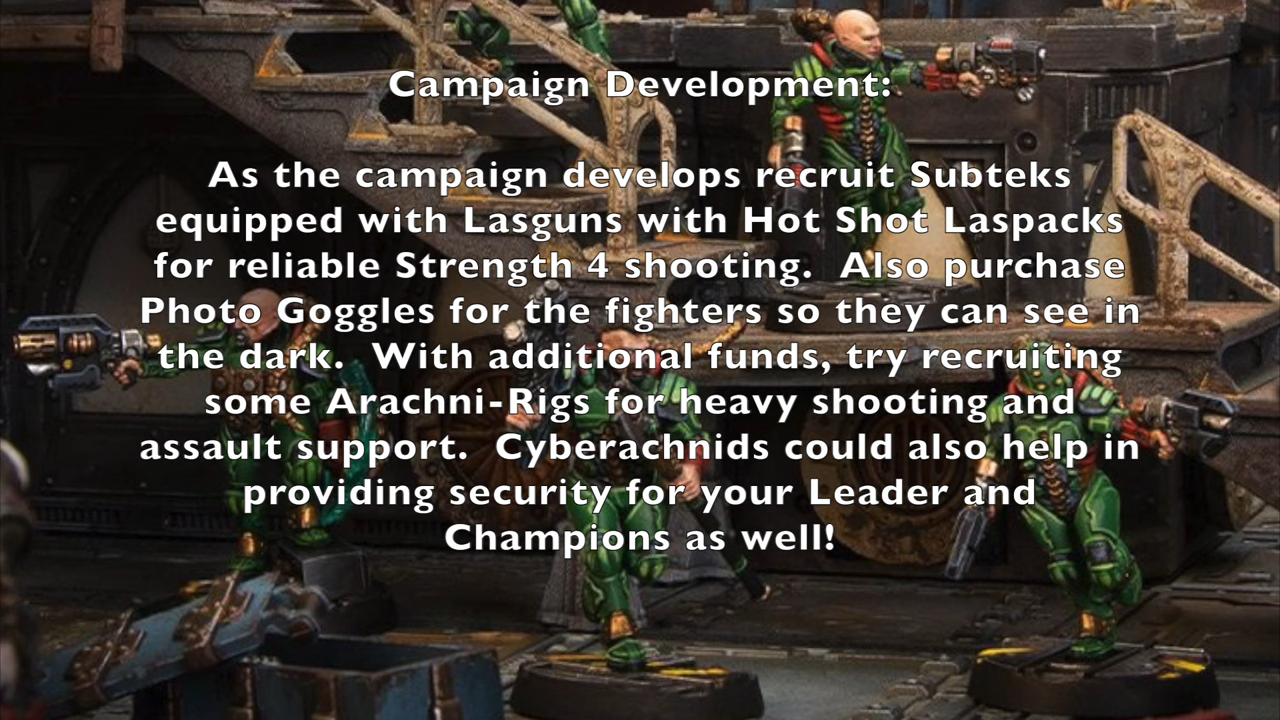 Campaign Development:
As the campaign develops recruit Subteks
equipped with Lasguns with Hot Shot Laspacks
for reliable Strength 4 shooting.  Also purchase
Photo Goggles for the fighters so they can see in
the dark.  With additional funds, try recruiting
some Arachni-Rigs for heavy shooting and
assault support.  Cyberachnids could also help in
providing security for your Leader and
Champions as well!